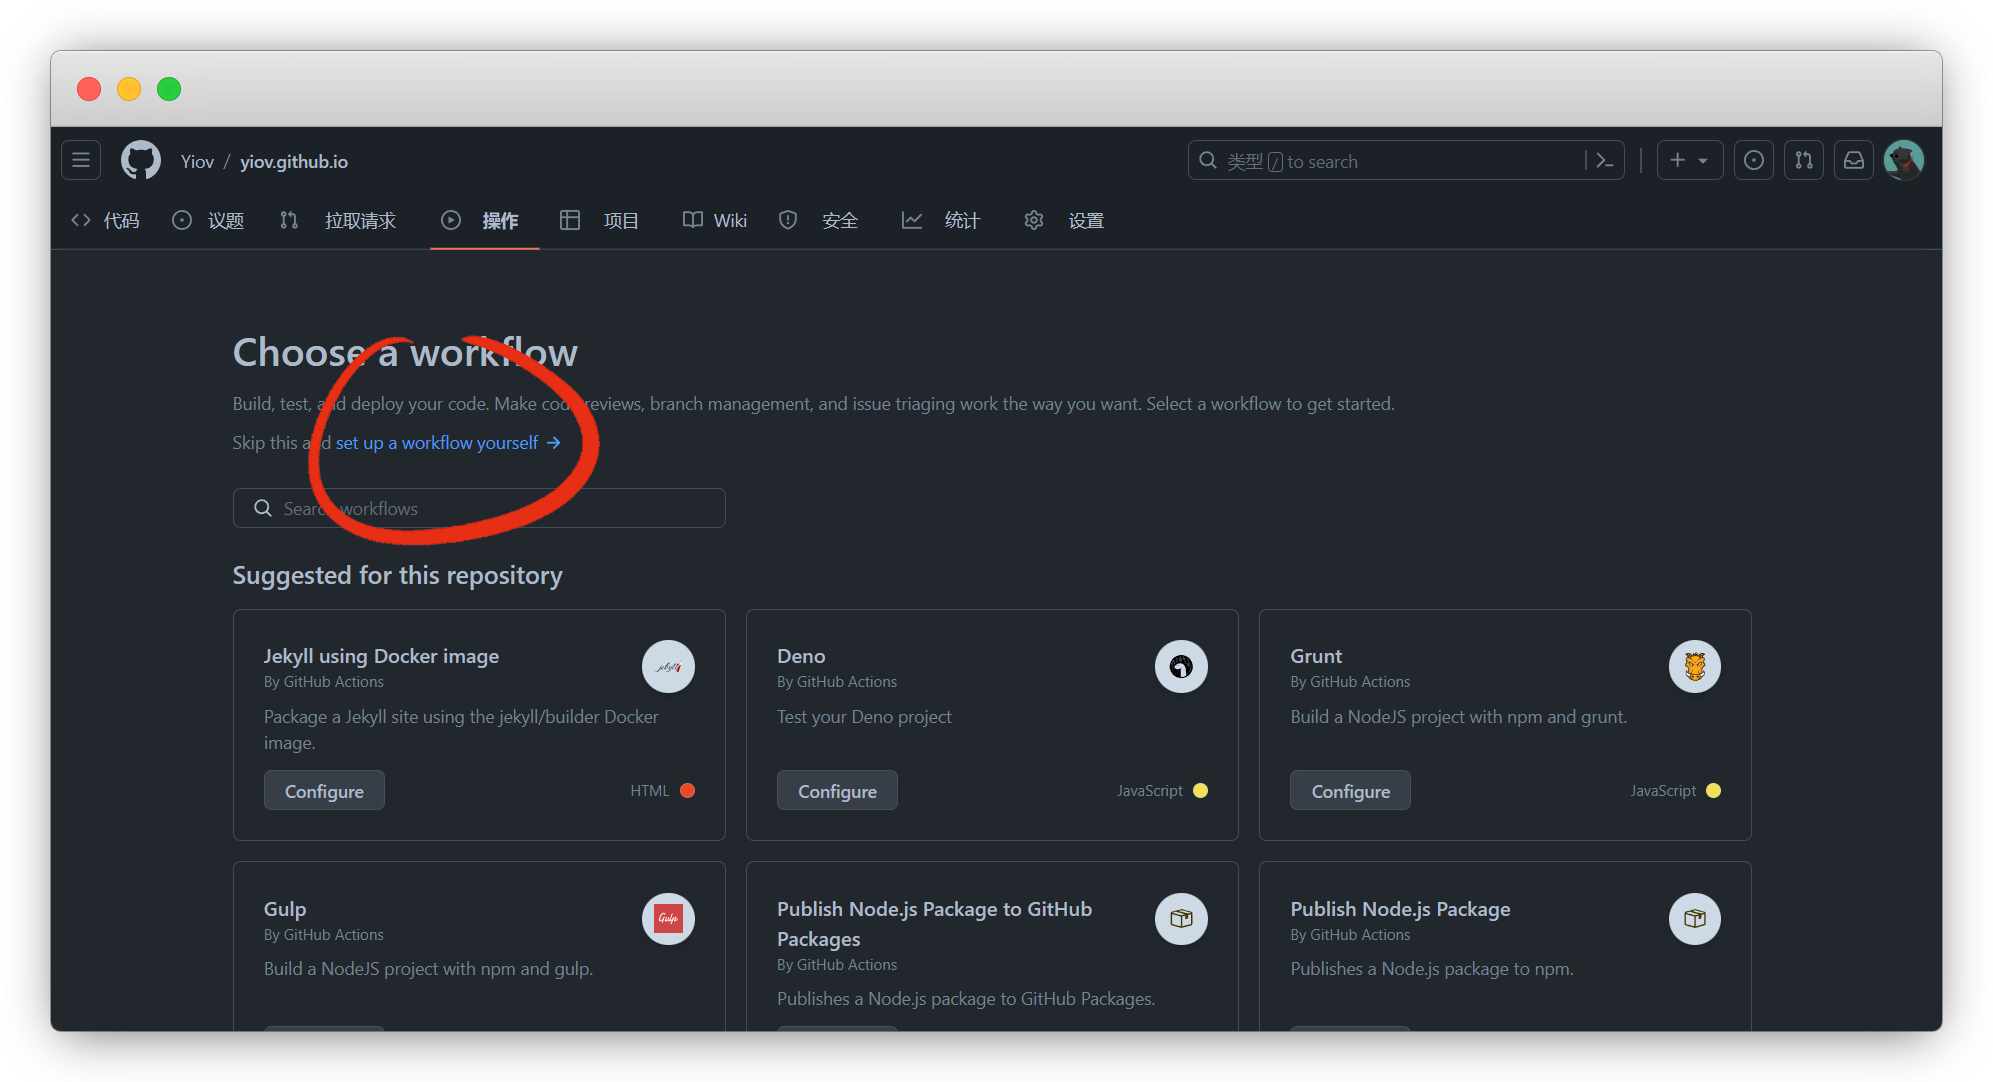 Yiov / yiov.github.io
类型 / to search
代码 议题 拉取请求 操作 项目 Wiki 安全 统计 设置
Choose a workflow
Build, test, and deploy your code. Make code reviews, branch management, and issue triaging work the way you want. Select a workflow to get started.
Skip this and set up a workflow yourself →
Search workflows
Suggested for this repository
Jekyll using Docker image
By GitHub Actions
Package a Jekyll site using the jekyll/builder Docker
image.
Configure
HTML
jekyll
Deno
By GitHub Actions
Test your Deno project
Configure
JavaScript
Grunt
By GitHub Actions
Build a NodeJS project with npm and grunt.
Configure
JavaScript
Gulp
By GitHub Actions
Build a NodeJS project with npm and gulp.
Gulp
Publish Node.js Package to GitHub
Packages
By GitHub Actions
Publishes a Node.js package to GitHub Packages.
Publish Node.js Package
By GitHub Actions
Publishes a Node.js package to npm.